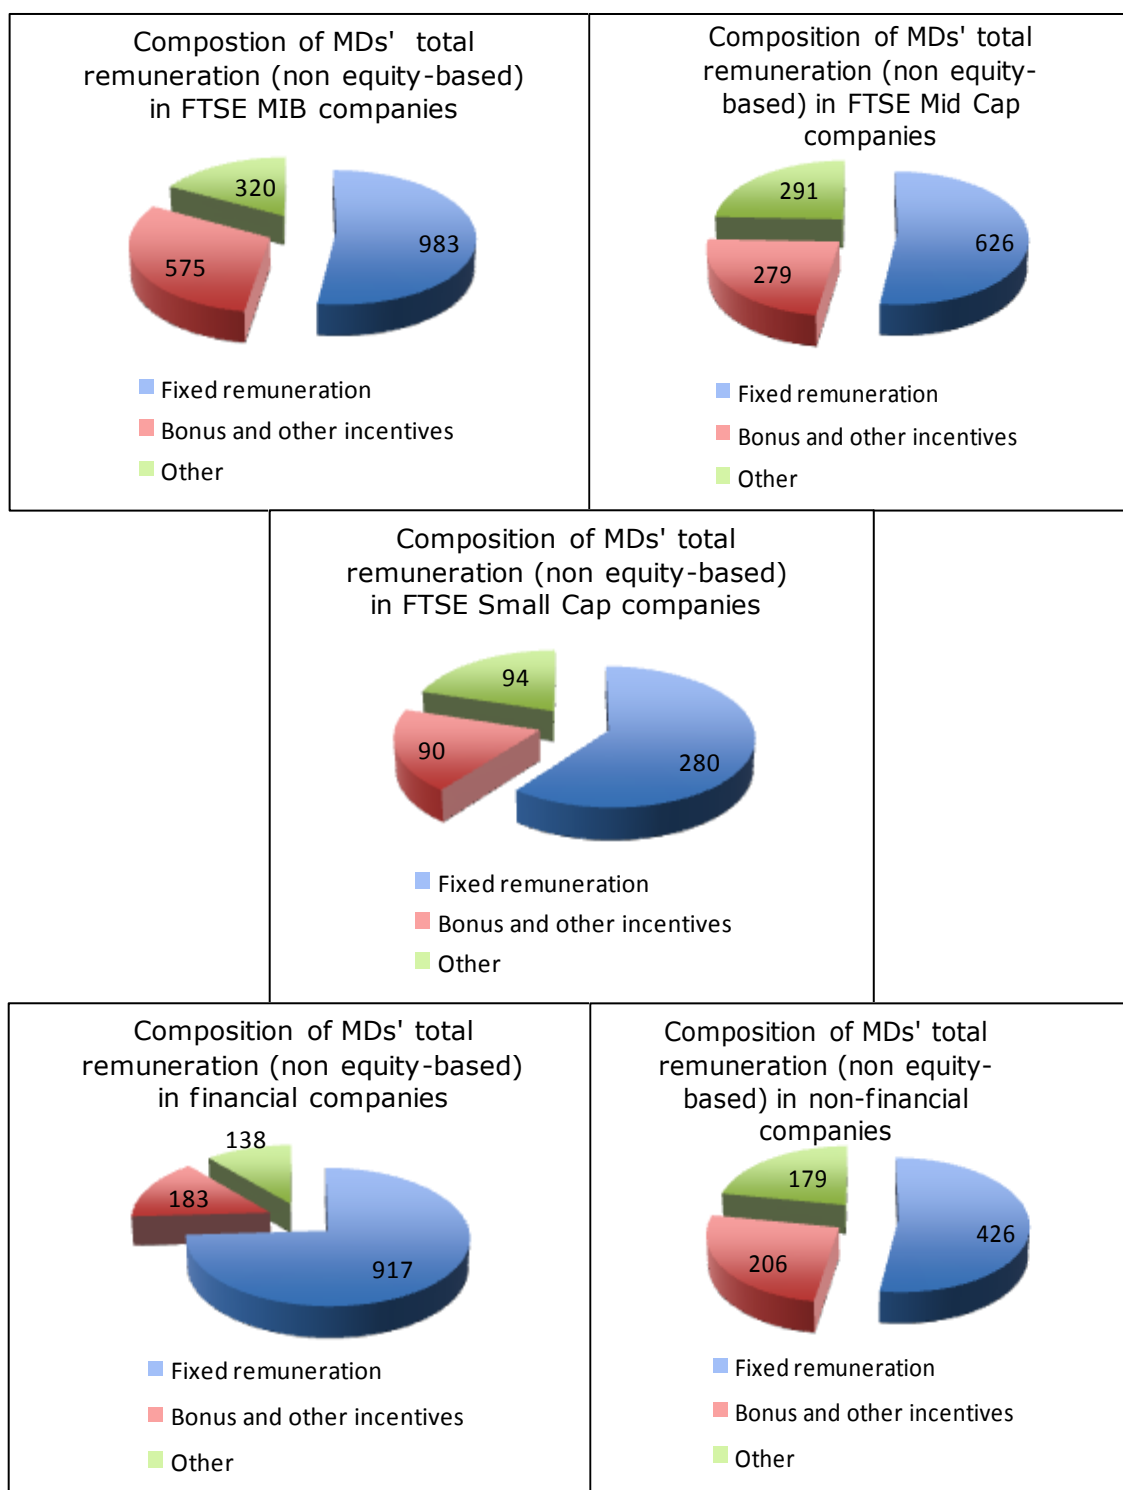 Compostion of MDs' total
remuneration (non equity-based)
in FTSE MIB companies
320
983
575
Fixed remuneration
Bonus and other incentives
Other
Composition of MDs' total
remuneration (non equity-
based) in FTSE Mid Cap
companies
291
626
279
Fixed remuneration
Bonus and other incentives
Other
Composition of MDs' total
remuneration (non equity-based)
in FTSE Small Cap companies
94
90
280
Fixed remuneration
Bonus and other incentives
Other
Composition of MDs' total
remuneration (non equity-based)
in financial companies
138
183
917
Fixed remuneration
Bonus and other incentives
Other
Composition of MDs' total
remuneration (non equity-
based) in non-financial
companies
179
426
206
Fixed remuneration
Bonus and other incentives
Other